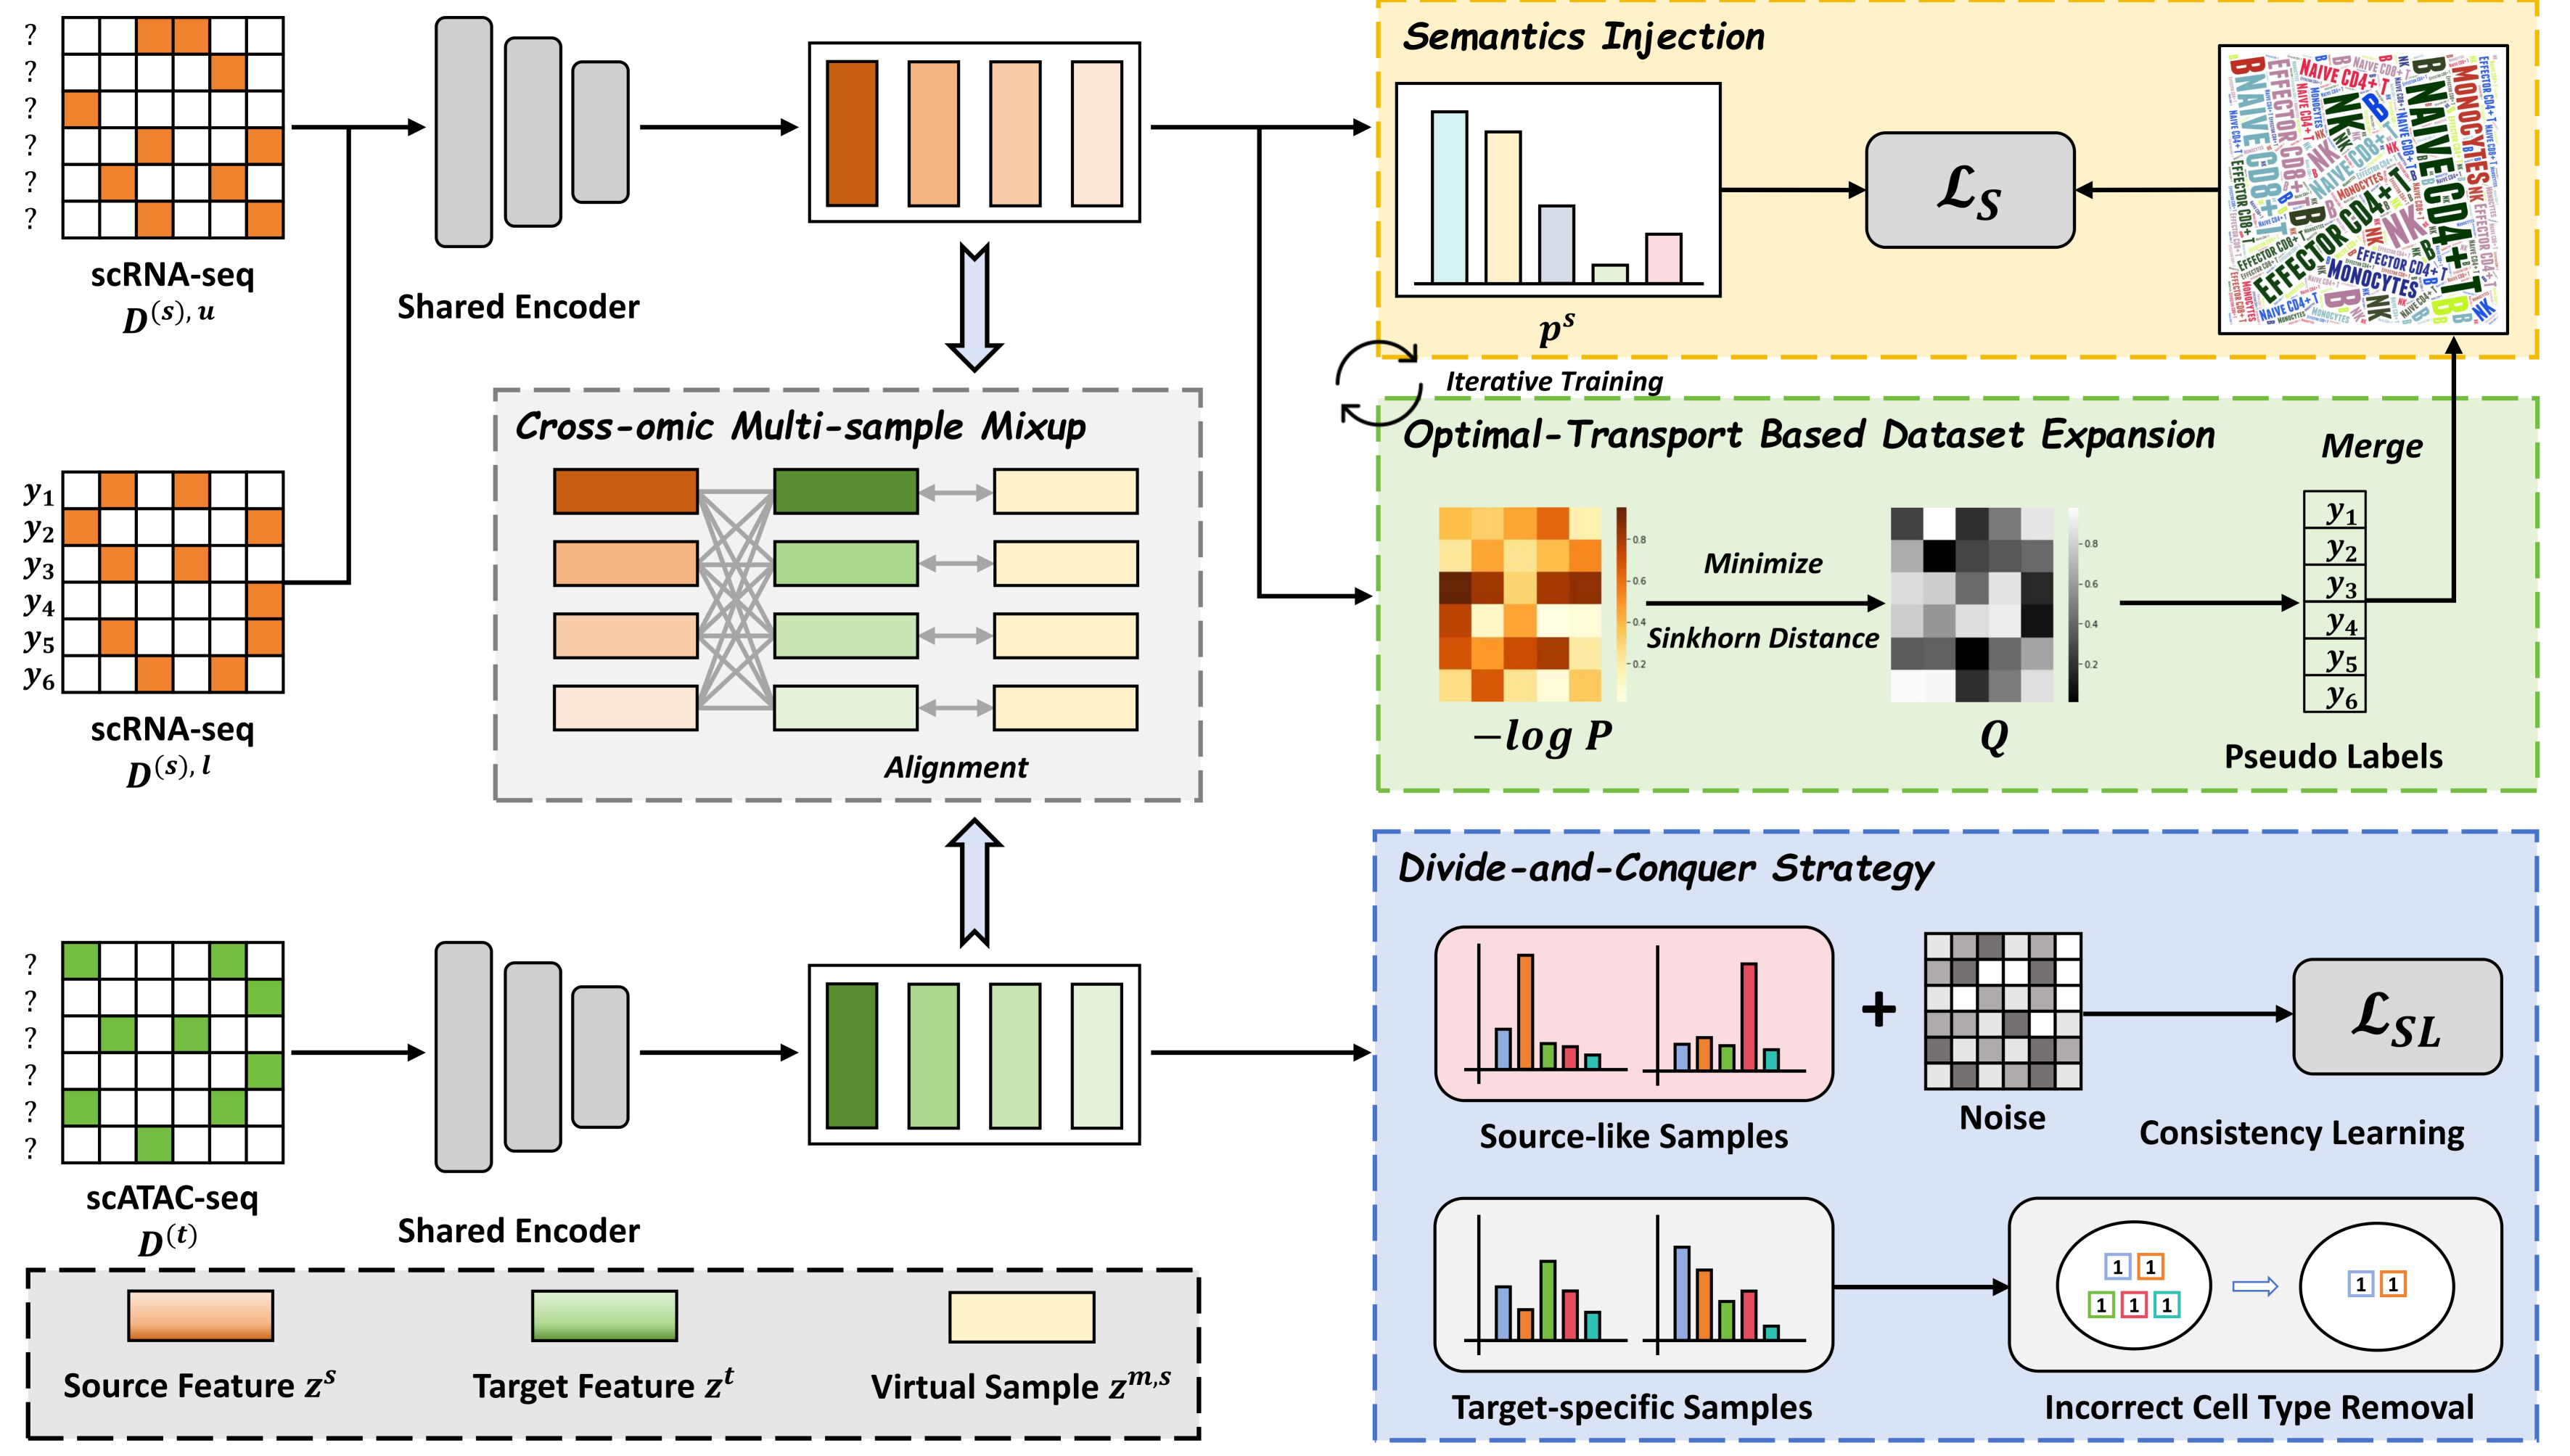 ?
?
?
?
?
?
scRNA-seq
D^{(s), u}
Shared Encoder
y_1
y_2
y_3
y_4
y_5
y_6
scRNA-seq
D^{(s), l}
Cross-omic Multi-sample Mixup
Alignment
?
?
?
?
?
?
scATAC-seq
D^{(t)}
Shared Encoder
Source Feature z^s
Target Feature z^t
Virtual Sample z^{m,s}
Semantics Injection
p^s
ℒ_S
B
NAIVE CD4+ T
NAIVE CD8+ T
EFFECTOR CD8+ T
EFFECTOR CD4+ T
MONOCYTES
NK
Iterative Training
Optimal-Transport Based Dataset Expansion
Merge
0.8
0.6
0.4
0.2
−log P
Minimize
Sinkhorn Distance
0.8
0.6
0.4
0.2
Q
y_1
y_2
y_3
y_4
y_5
y_6
Pseudo Labels
Divide-and-Conquer Strategy
Source-like Samples
+
Noise
ℒ_{SL}
Consistency Learning
Target-specific Samples
1 1
1 1 1
1 1
Incorrect Cell Type Removal